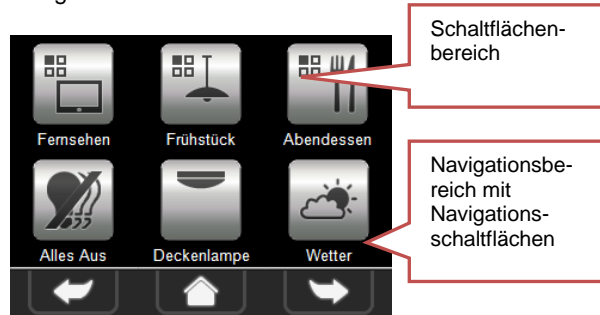 Schaltflächen-
bereich
Fernsehen Frühstück Abendessen
Navigationsbe-
reich mit
Navigations-
schaltflächen
Alles Aus Deckenlampe Wetter